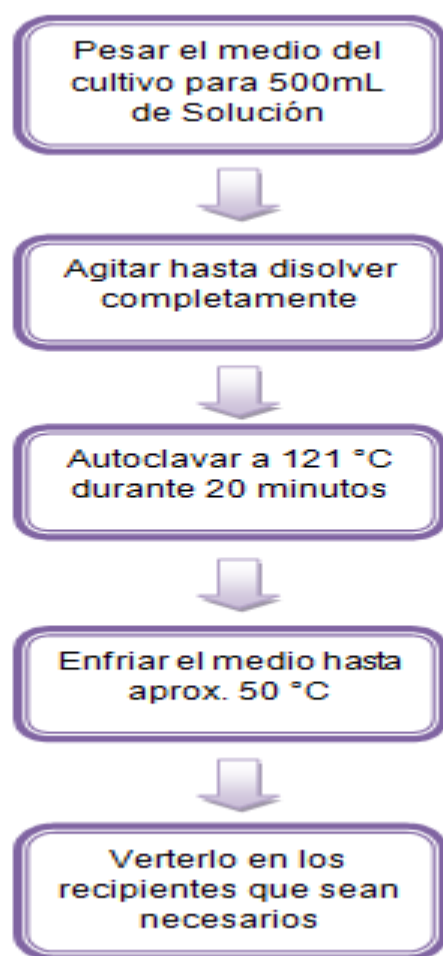 Pesar el medio del
cultivo para 500mL
de Solución
Agitar hasta disolver
completamente
Autoclavar a 121 °C
durante 20 minutos
Enfriar el medio hasta
aprox. 50 °C
Verterlo en los
recipientes que sean
necesarios